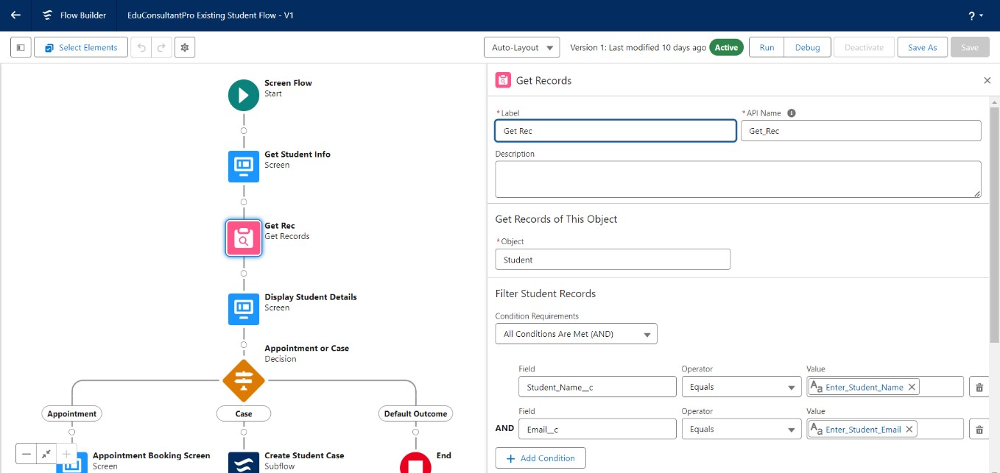 Flow Builder
EduConsultantPro Existing Student Flow - V1
?
Select Elements
Auto-Layout
Version 1: Last modified 10 days ago
Active
Run
Debug
Deactivate
Save As
Save
Screen Flow
Start
Get Student Info
Screen
Get Rec
Get Records
Display Student Details
Screen
Appointment or Case
Decision
Appointment
Case
Default Outcome
Appointment Booking Screen
Screen
Create Student Case
Subflow
End
Get Records
* Label
* API Name
Get Rec
Get_Rec
Description
Get Records of This Object
* Object
Student
Filter Student Records
Condition Requirements
All Conditions Are Met (AND)
Field
Operator
Value
Student_Name__c
Equals
Aa Enter_Student_Name
Field
Operator
Value
AND
Email__c
Equals
Aa Enter_Student_Email
+ Add Condition